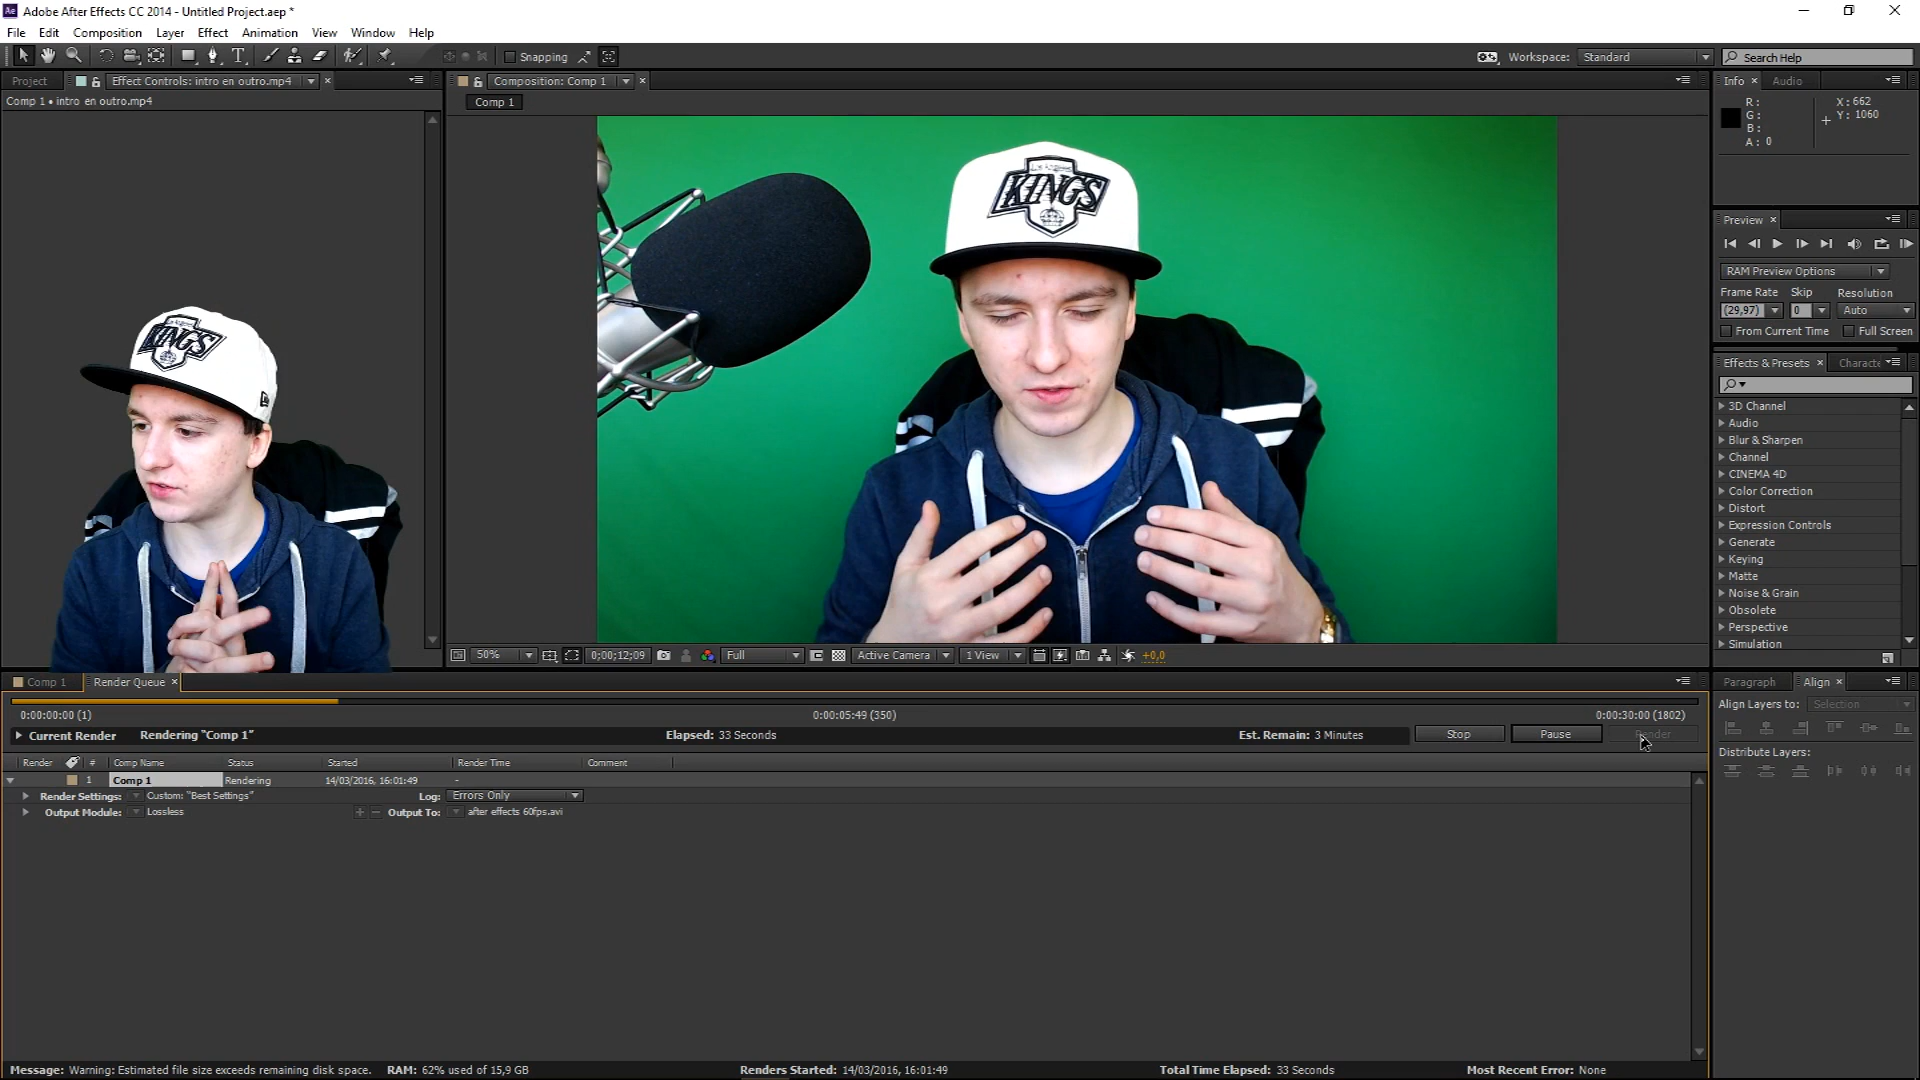 Adobe After Effects CC 2014 - Untitled Project.aep *
File Edit Composition Layer Effect Animation View Window Help
Snapping
Workspace: Standard
Search Help
Project
Effect Controls: intro en outro.mp4
Comp 1 • intro en outro.mp4
Composition: Comp 1
Comp 1
Los Angeles
KINGS
Los Angeles
KINGS
50%
0;00;12;09
Full
Active Camera
1 View
+0,0
Info
Audio
R:
G:
B:
A: 0
X: 662
Y: 1060
Preview
RAM Preview Options
Frame Rate Skip Resolution
(29,97) 0 Auto
From Current Time Full Screen
Effects & Presets
Characte
3D Channel
Audio
Blur & Sharpen
Channel
CINEMA 4D
Color Correction
Distort
Expression Controls
Generate
Keying
Matte
Noise & Grain
Obsolete
Perspective
Simulation
Comp 1
Render Queue
0:00:00:00 (1)
0:00:05:49 (350)
0:00:30:00 (1802)
Current Render
Rendering "Comp 1"
Elapsed: 33 Seconds
Est. Remain: 3 Minutes
Stop
Pause
Render
Render # Comp Name Status Started Render Time Comment
1 Comp 1 Rendering 14/03/2016, 16:01:49 -
Render Settings: Custom: "Best Settings" Log: Errors Only
Output Module: Lossless + − Output To: after effects 60fps.avi
Paragraph
Align
Align Layers to: Selection
Distribute Layers:
Message: Warning: Estimated file size exceeds remaining disk space. RAM: 62% used of 15,9 GB Renders Started: 14/03/2016, 16:01:49 Total Time Elapsed: 33 Seconds Most Recent Error: None